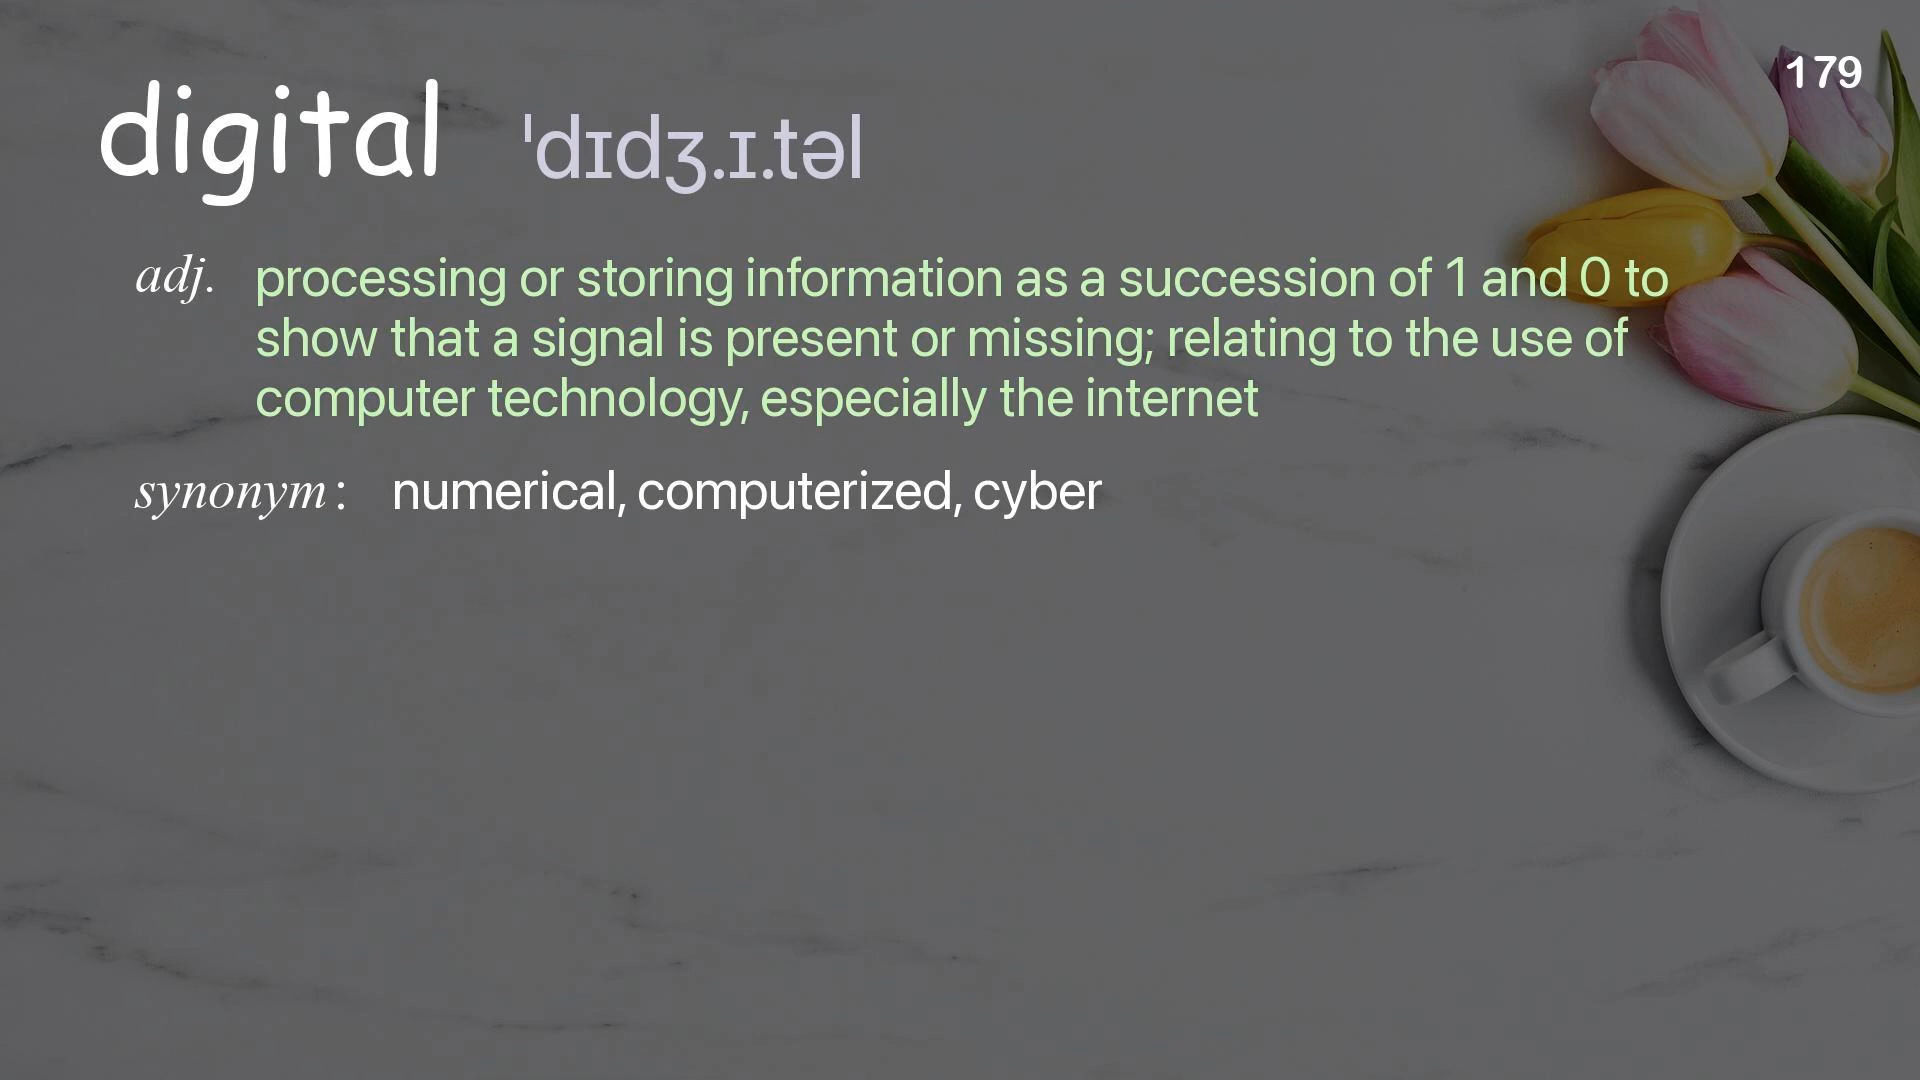 179
digital ˈdɪdʒ.ɪ.təl
adj. processing or storing information as a succession of 1 and 0 to
show that a signal is present or missing; relating to the use of
computer technology, especially the internet
synonym : numerical, computerized, cyber